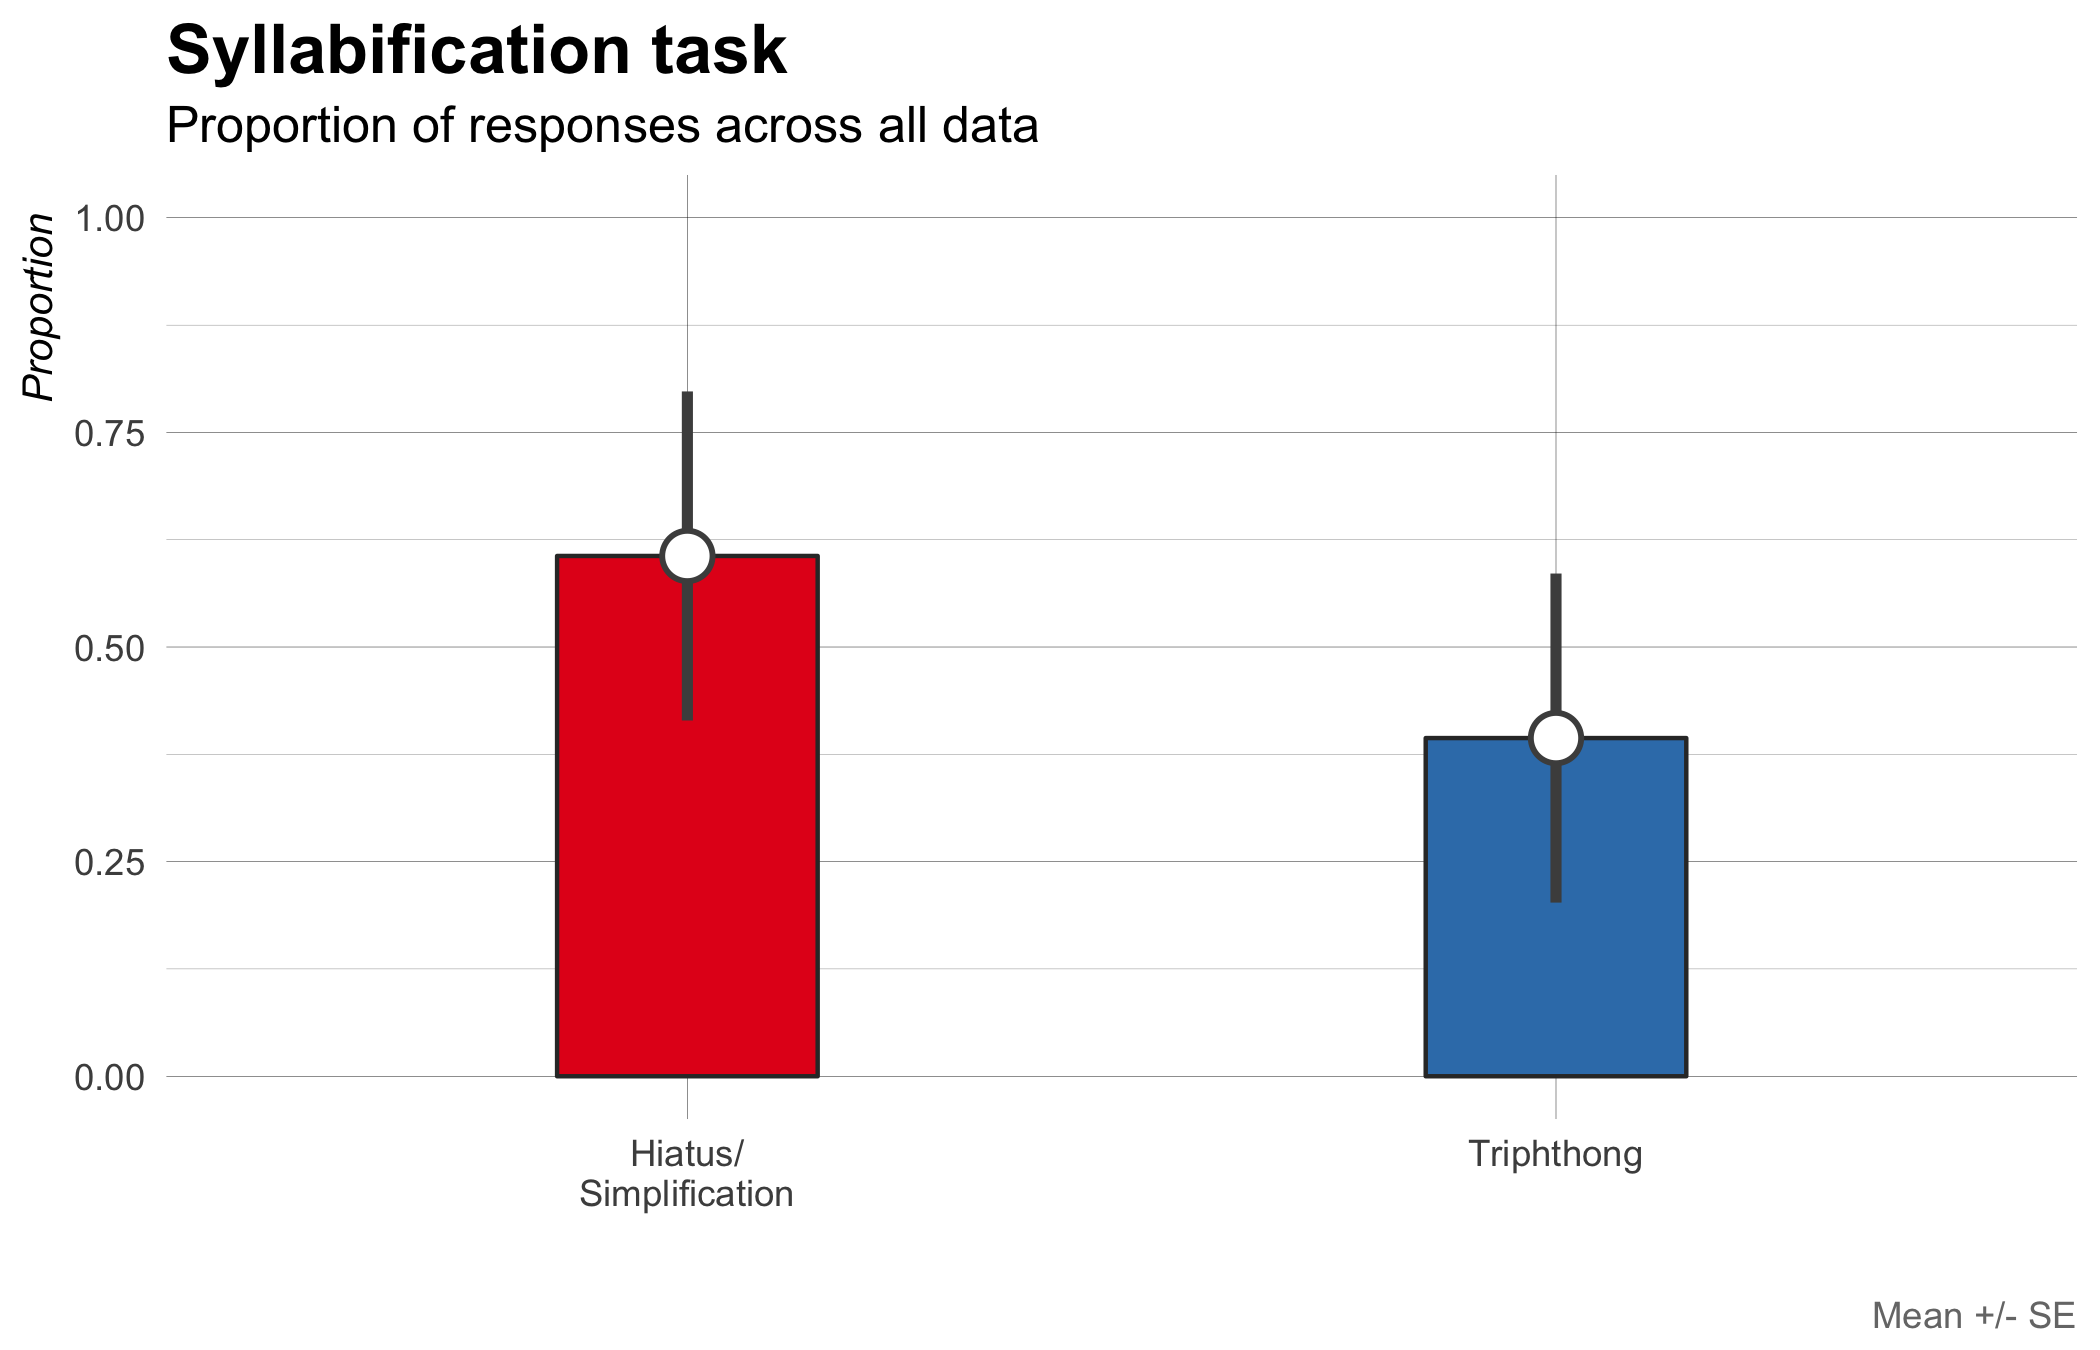 Syllabification task
Proportion of responses across all data
Proportion
1.00
0.75
0.50
0.25
0.00
Hiatus/
Simplification
Triphthong
Mean +/- SE